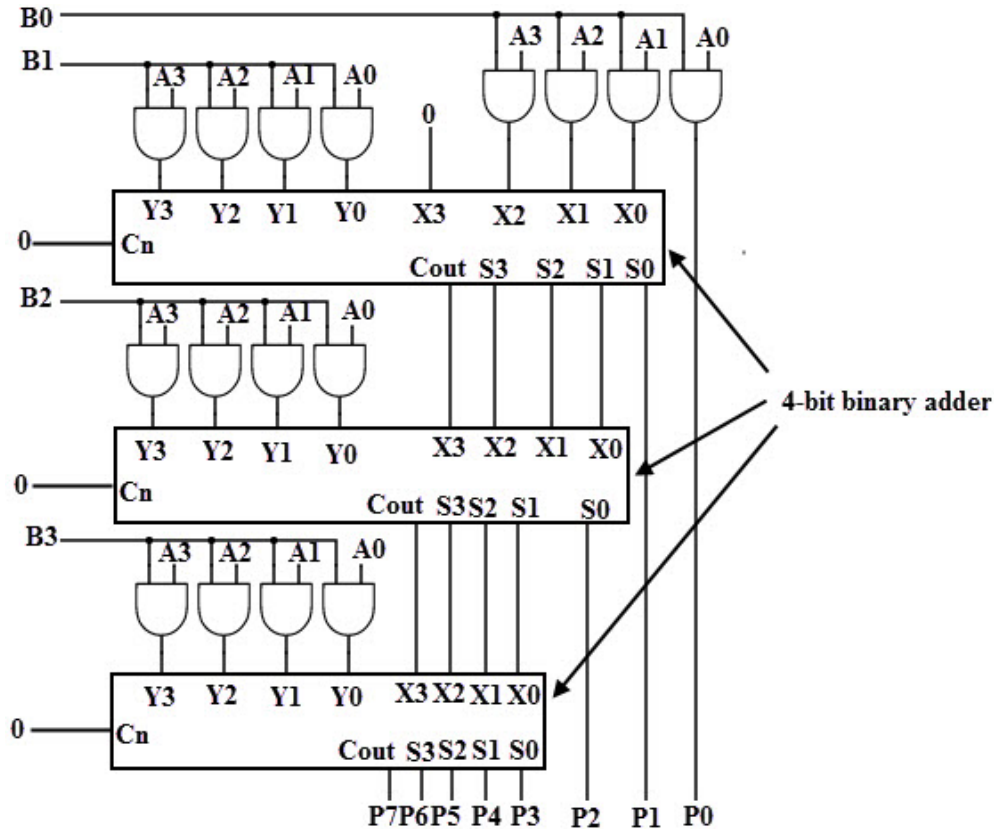 B0
A3 A2 A1 A0
B1
A3 A2 A1 A0
0
Y3 Y2 Y1 Y0 X3 X2 X1 X0
0 Cn
Cout S3 S2 S1 S0
B2
A3 A2 A1 A0
4-bit binary adder
Y3 Y2 Y1 Y0 X3 X2 X1 X0
0 Cn
Cout S3 S2 S1 S0
B3
A3 A2 A1 A0
Y3 Y2 Y1 Y0 X3 X2 X1 X0
0 Cn
Cout S3 S2 S1 S0
P7 P6 P5 P4 P3 P2 P1 P0